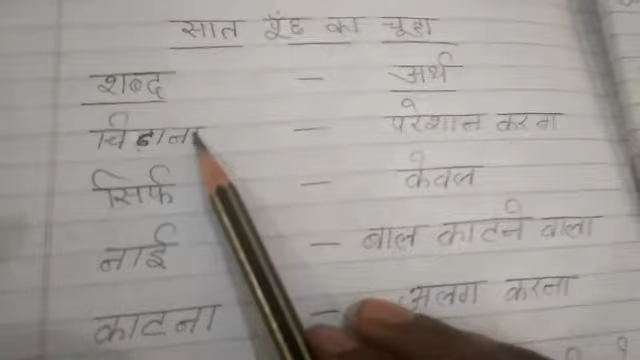 सात पूँछ का चूहा
शब्द – अर्थ
चिढ़ाना – परेशान करना
सिर्फ – केवल
नाई – बाल काटने वाला
काटना – अलग करना